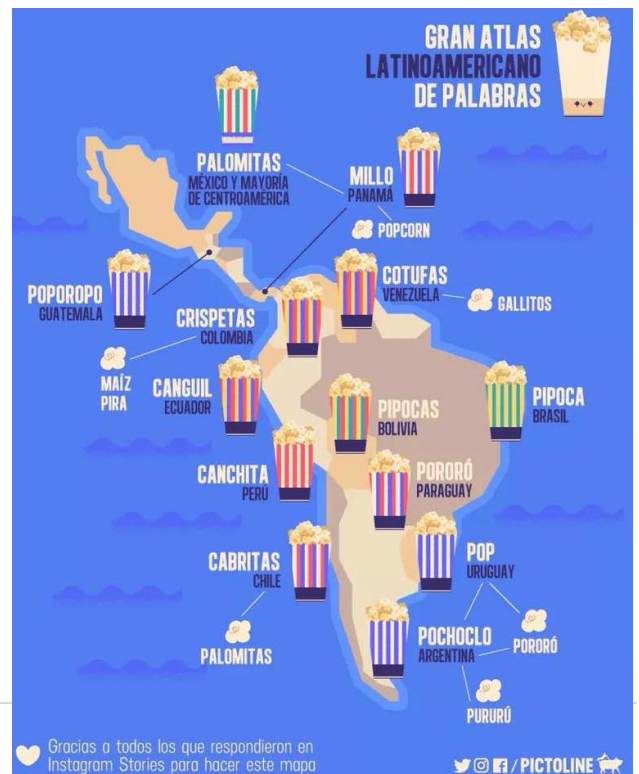 GRAN ATLAS
LATINOAMERICANO
DE PALABRAS
PALOMITAS
MÉXICO Y MAYORÍA
DE CENTROAMÉRICA
MILLO
PANAMÁ
POPCORN
POPOROPO
GUATEMALA
COTUFAS
VENEZUELA
GALLITOS
CRISPETAS
COLOMBIA
MAÍZ
PIRA
CANGUIL
ECUADOR
PIPOCAS
BOLIVIA
PIPOCA
BRASIL
CANCHITA
PERÚ
PORORÓ
PARAGUAY
CABRITAS
CHILE
PALOMITAS
POP
URUGUAY
POCHOCLO
ARGENTINA
PORORÓ
PURURÚ
Gracias a todos los que respondieron en
Instagram Stories para hacer este mapa
/PICTOLINE